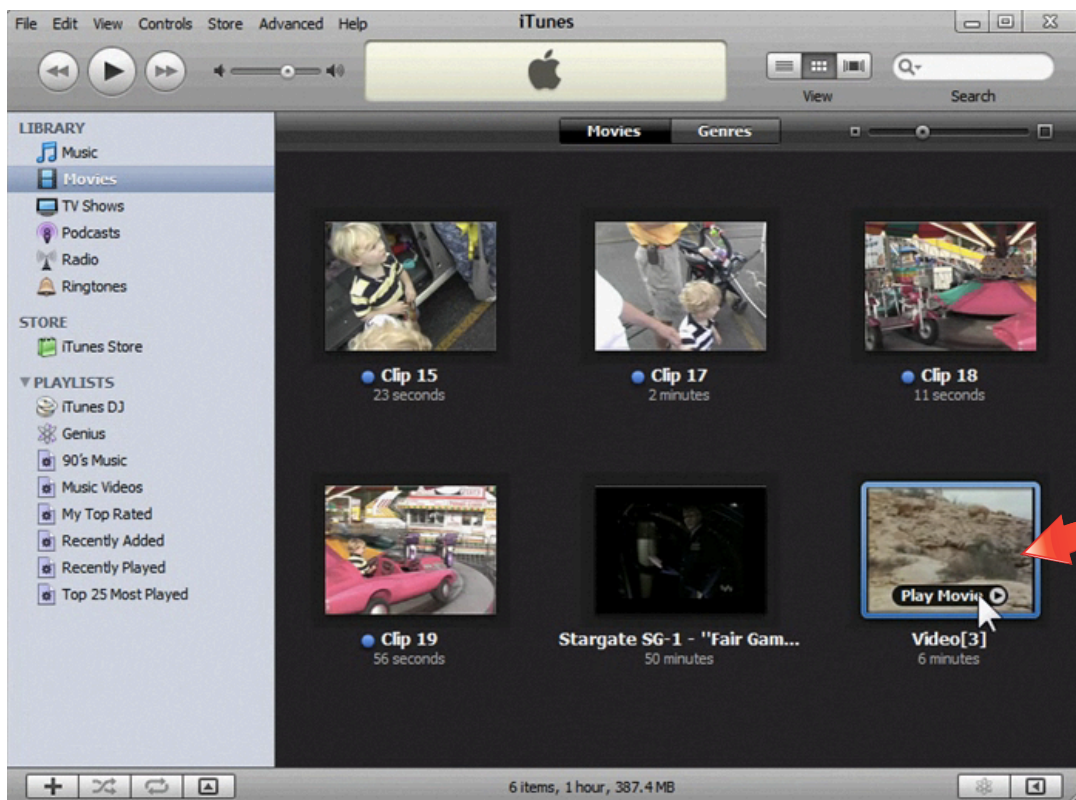 File Edit View Controls Store Advanced Help
iTunes
View
Search
LIBRARY
Music
Movies
TV Shows
Podcasts
Radio
Ringtones
STORE
iTunes Store
PLAYLISTS
iTunes DJ
Genius
90's Music
Music Videos
My Top Rated
Recently Added
Recently Played
Top 25 Most Played
Movies Genres
Clip 15
23 seconds
Clip 17
2 minutes
Clip 18
11 seconds
Clip 19
56 seconds
Stargate SG-1 - "Fair Gam...
50 minutes
Play Movie
Video[3]
6 minutes
6 items, 1 hour, 387.4 MB